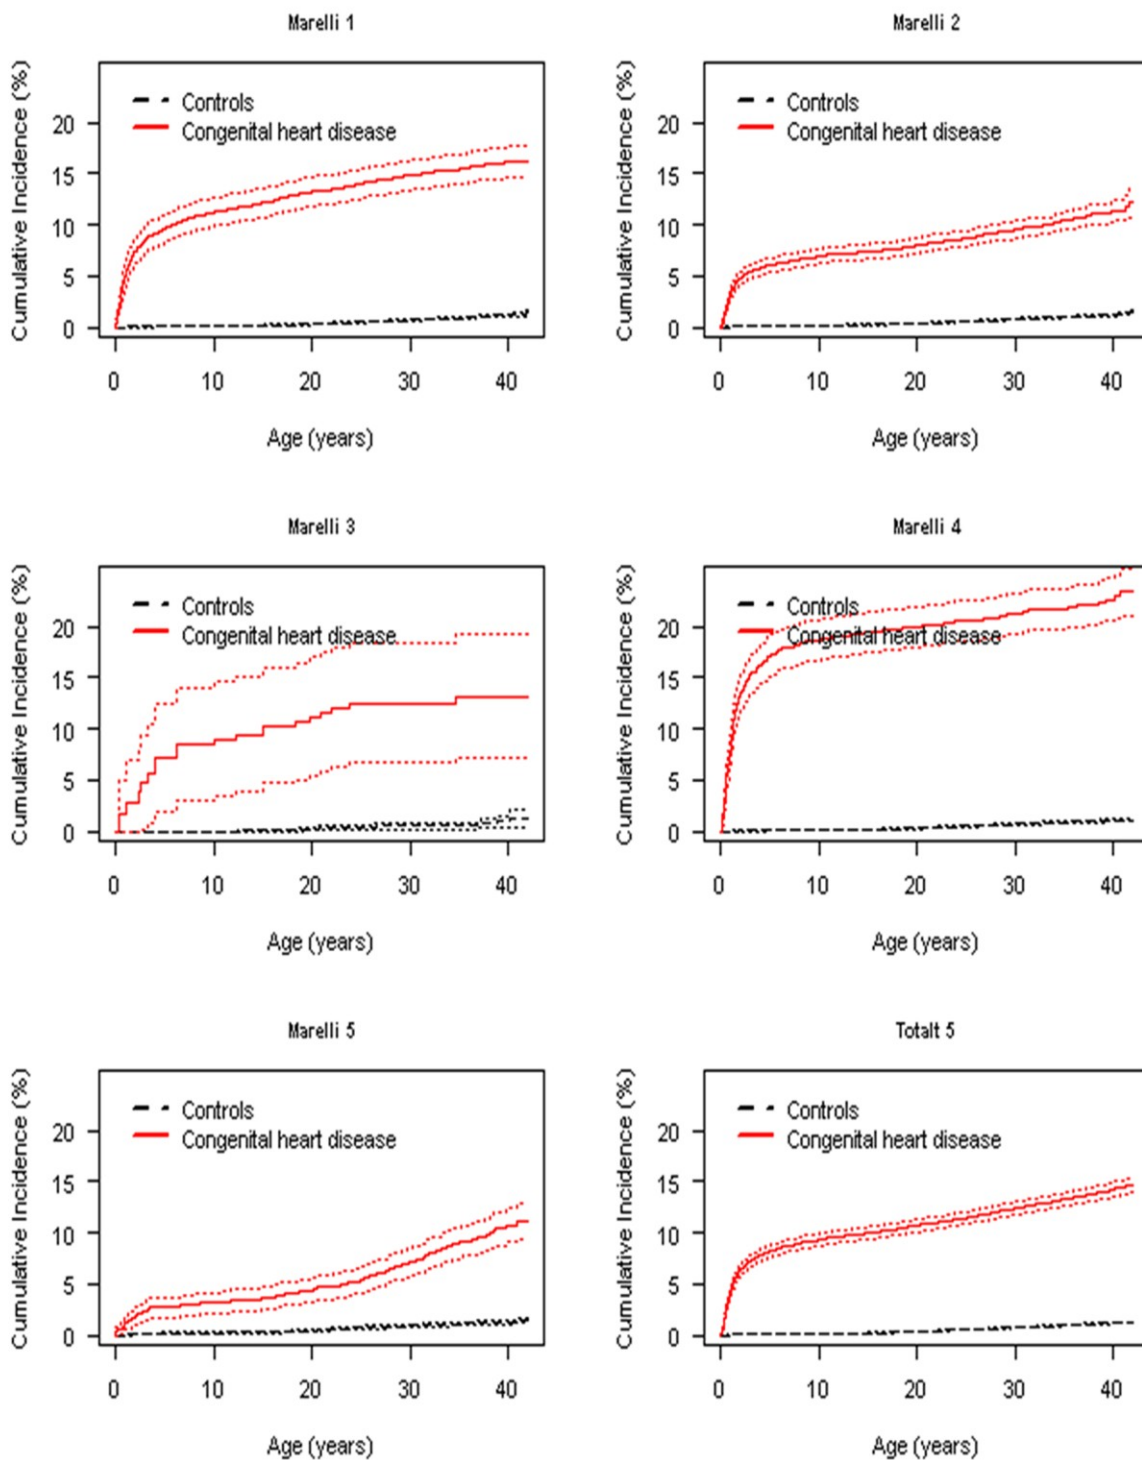 Marelli 1
Cumulative Incidence (%)
Controls
Congenital heart disease
20
15
10
5
0
0 10 20 30 40
Age (years)
Marelli 2
Cumulative Incidence (%)
Controls
Congenital heart disease
20
15
10
5
0
0 10 20 30 40
Age (years)
Marelli 3
Cumulative Incidence (%)
Controls
Congenital heart disease
20
15
10
5
0
0 10 20 30 40
Age (years)
Marelli 4
Cumulative Incidence (%)
Controls
Congenital heart disease
20
15
10
5
0
0 10 20 30 40
Age (years)
Marelli 5
Cumulative Incidence (%)
Controls
Congenital heart disease
20
15
10
5
0
0 10 20 30 40
Age (years)
Totalt 5
Cumulative Incidence (%)
Controls
Congenital heart disease
20
15
10
5
0
0 10 20 30 40
Age (years)